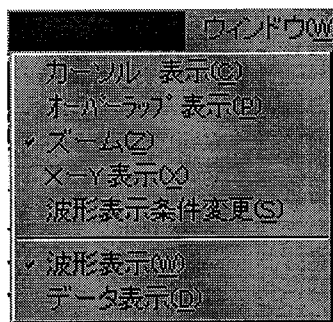 ウィンドウ(W
カーソル 表示(C)
オーバーラップ 表示(P)
✓ ズーム(Z)
X－Y表示(X)
波形表示条件変更(S)
✓ 波形表示(W)
データ表示(D)